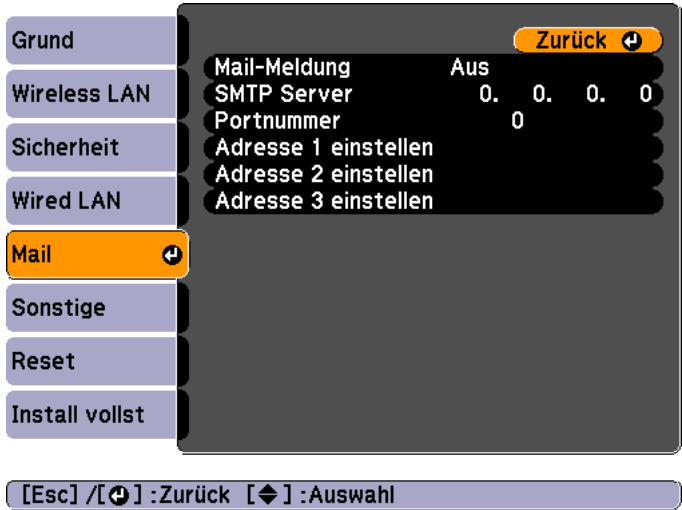 Grund
Wireless LAN
Sicherheit
Wired LAN
Mail
Sonstige
Reset
Install vollst
Zurück
Mail-Meldung Aus
SMTP Server 0. 0. 0. 0
Portnummer 0
Adresse 1 einstellen
Adresse 2 einstellen
Adresse 3 einstellen
[Esc] /[↵] :Zurück [◆] :Auswahl